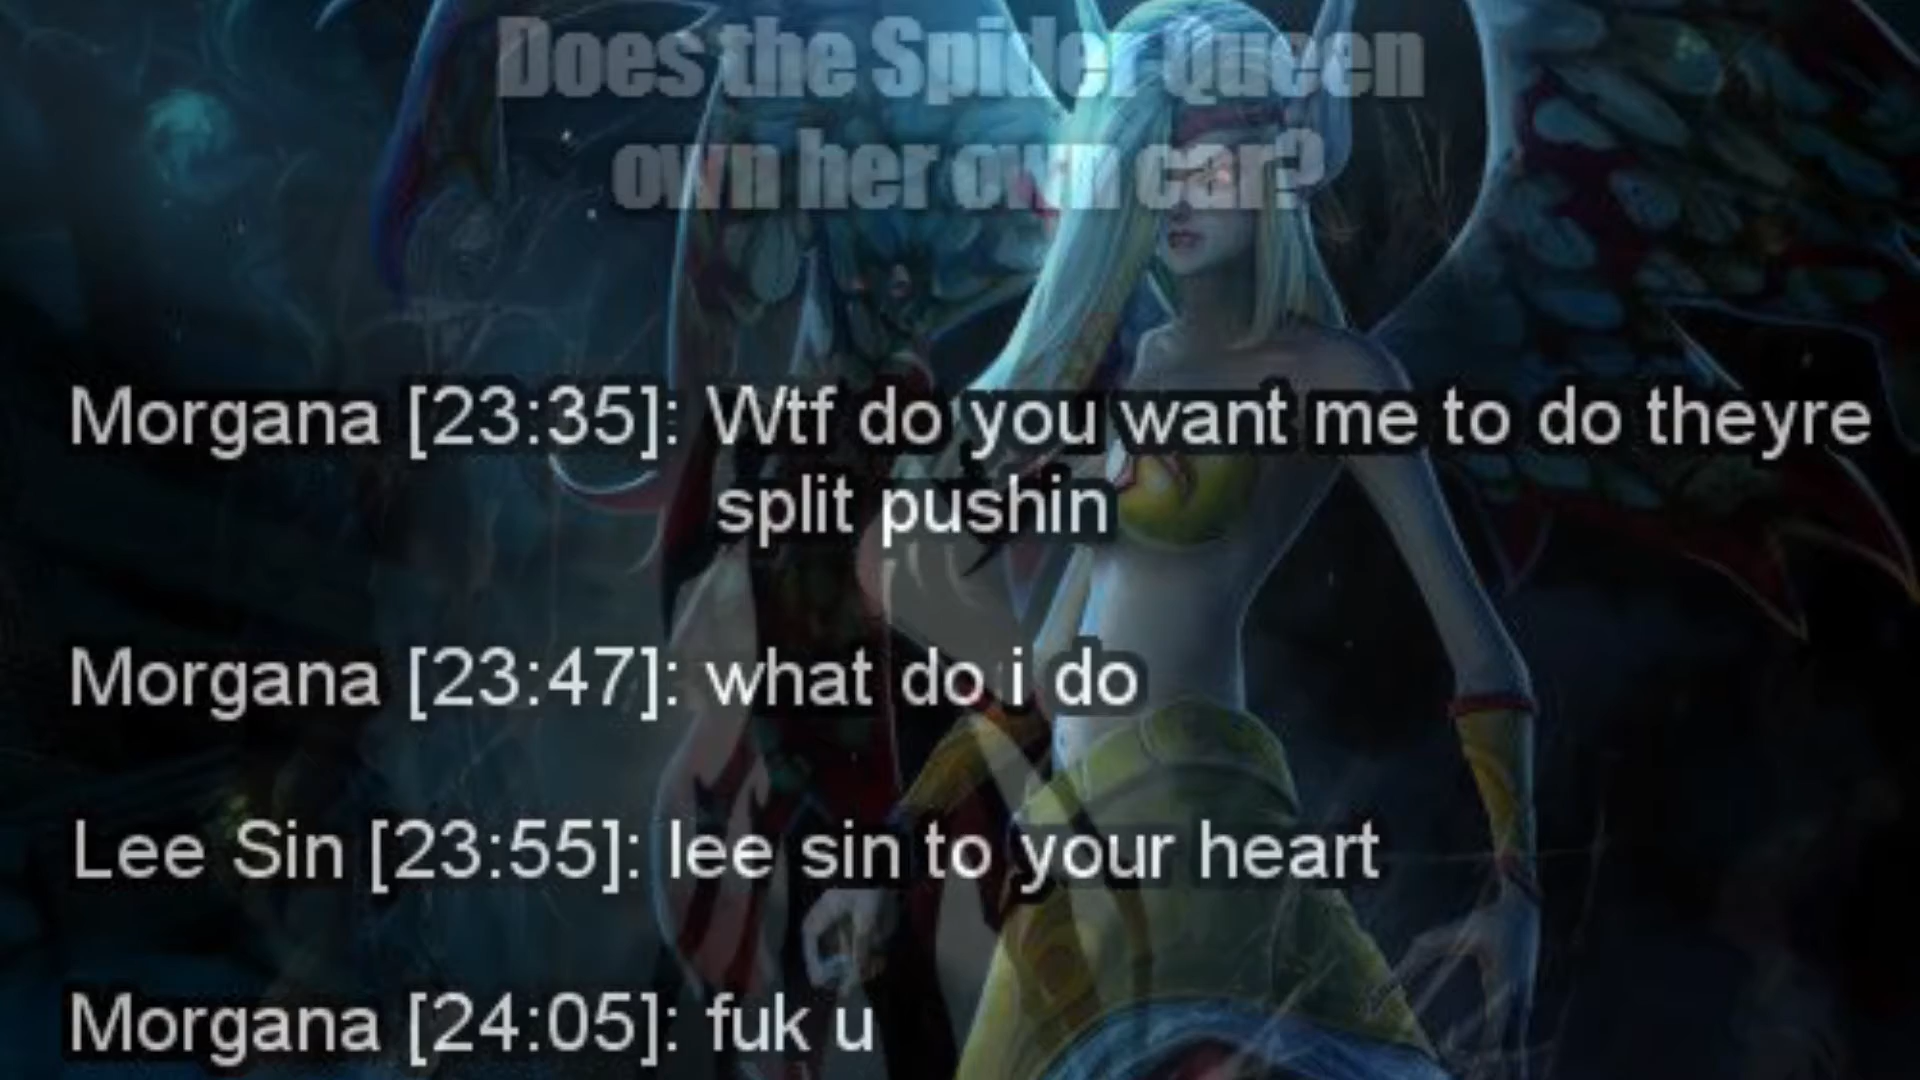 Does the Spider Queen
own her own car?
Morgana [23:35]: Wtf do you want me to do theyre
split pushin
Morgana [23:47]: what do i do
Lee Sin [23:55]: lee sin to your heart
Morgana [24:05]: fuk u